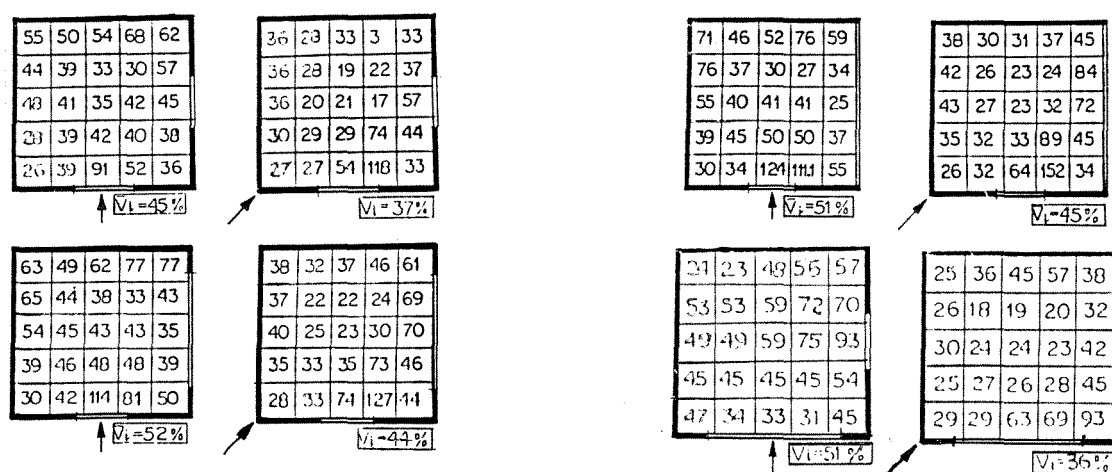 55 50 54 68 62
44 39 33 30 57
48 41 35 42 45
28 39 42 40 38
26 39 91 52 36
V̄i=45%
36 28 33 3 33
36 28 19 22 37
36 20 21 17 57
30 29 29 74 44
27 27 54 118 33
V̄i=37%
71 46 52 76 59
76 37 30 27 34
55 40 41 41 25
39 45 50 50 37
30 34 124 111 55
V̄i=51%
38 30 31 37 45
42 26 23 24 84
43 27 23 32 72
35 32 33 89 45
26 32 64 152 34
V̄i=45%
63 49 62 77 77
65 44 38 33 43
54 45 43 43 35
39 46 48 48 39
30 42 114 81 50
V̄i=52%
38 32 37 46 61
37 22 22 24 69
40 25 23 30 70
35 33 35 73 46
28 33 74 127 44
V̄i=44%
23 48 56 57
53 53 59 72 70
49 49 59 75 93
45 45 45 45 54
47 34 33 31 45
V̄i=51%
25 36 45 57 38
26 18 19 20 32
30 24 24 23 42
25 27 26 28 45
29 29 63 69 93
V̄i=36%